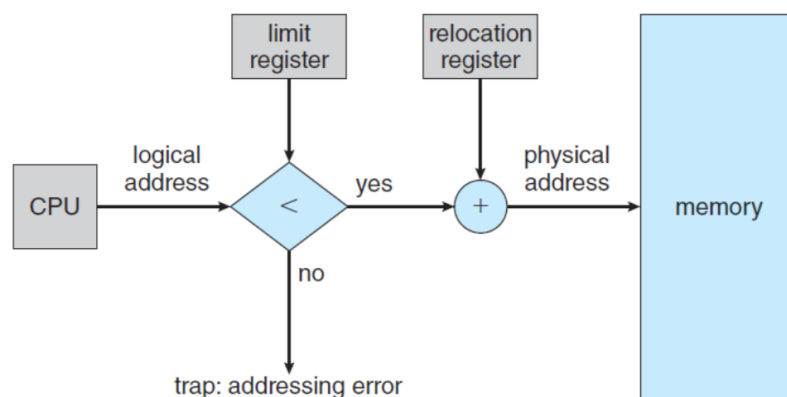 limit
register
relocation
register
logical
address
yes
physical
address
CPU
<
+
memory
no
trap: addressing error